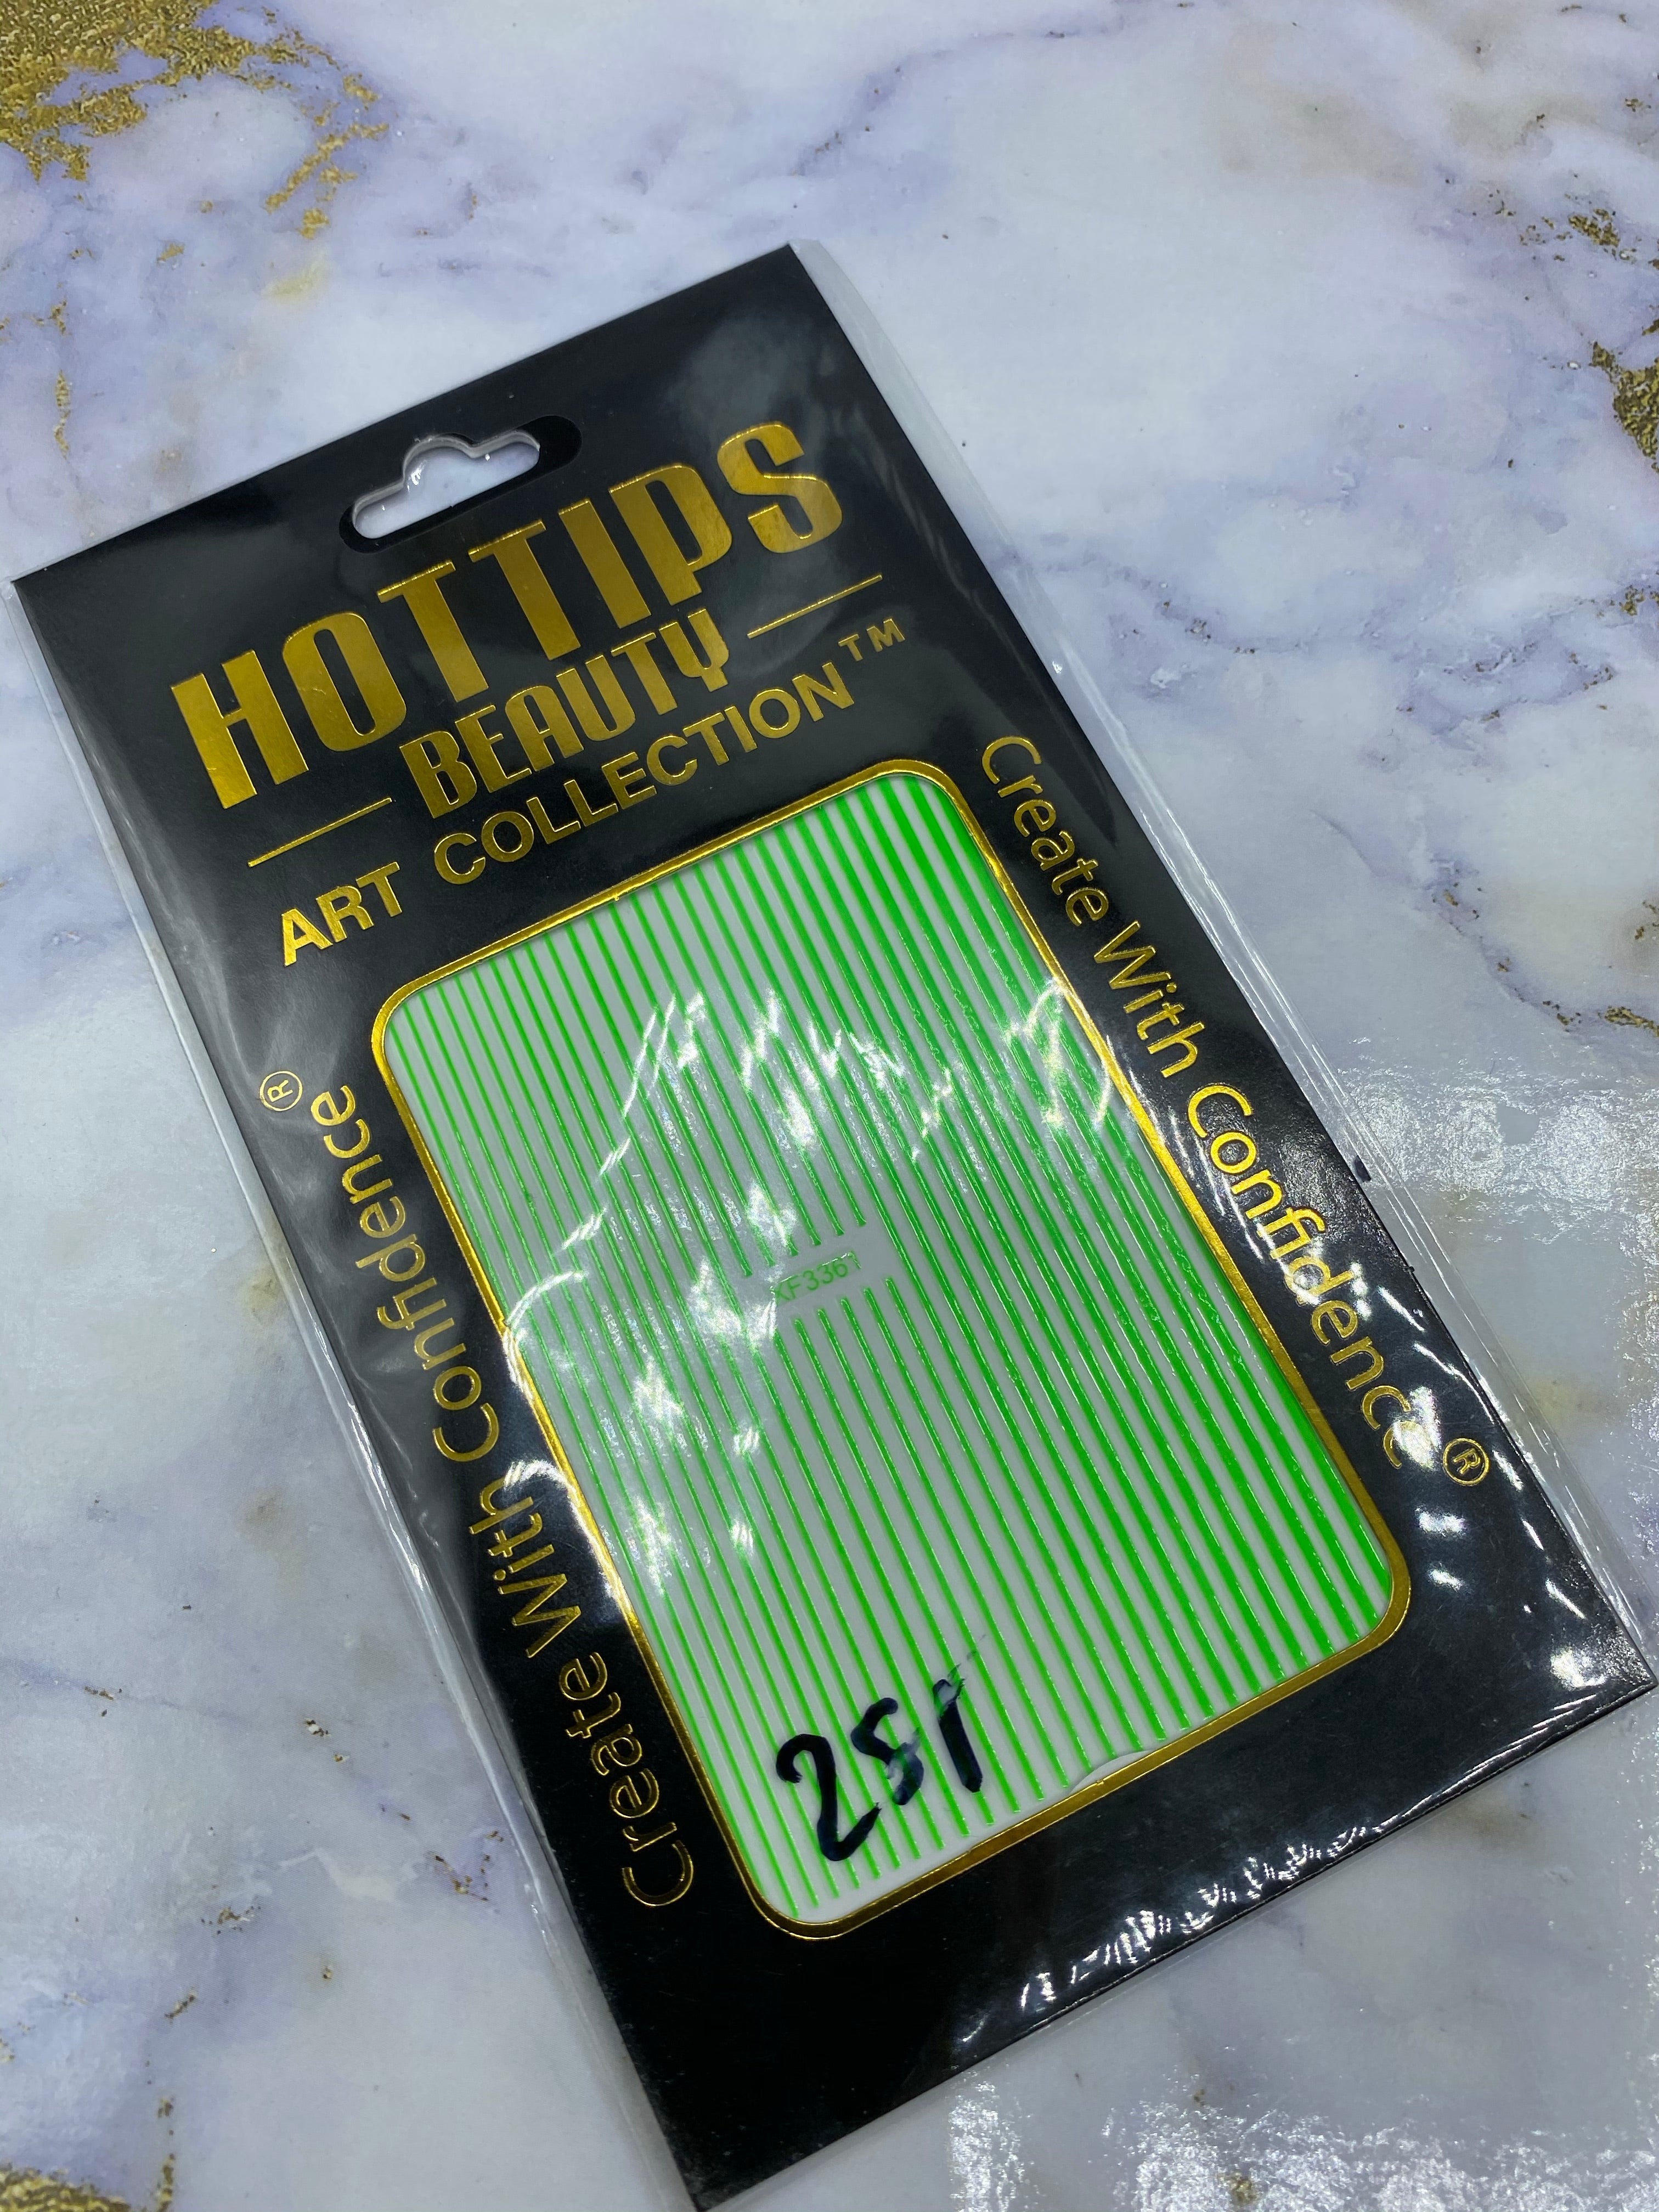 HOTTIPS
BEAUTY
ART COLLECTION™
Create With Confidence®
Create With Confidence®
XF3361
251